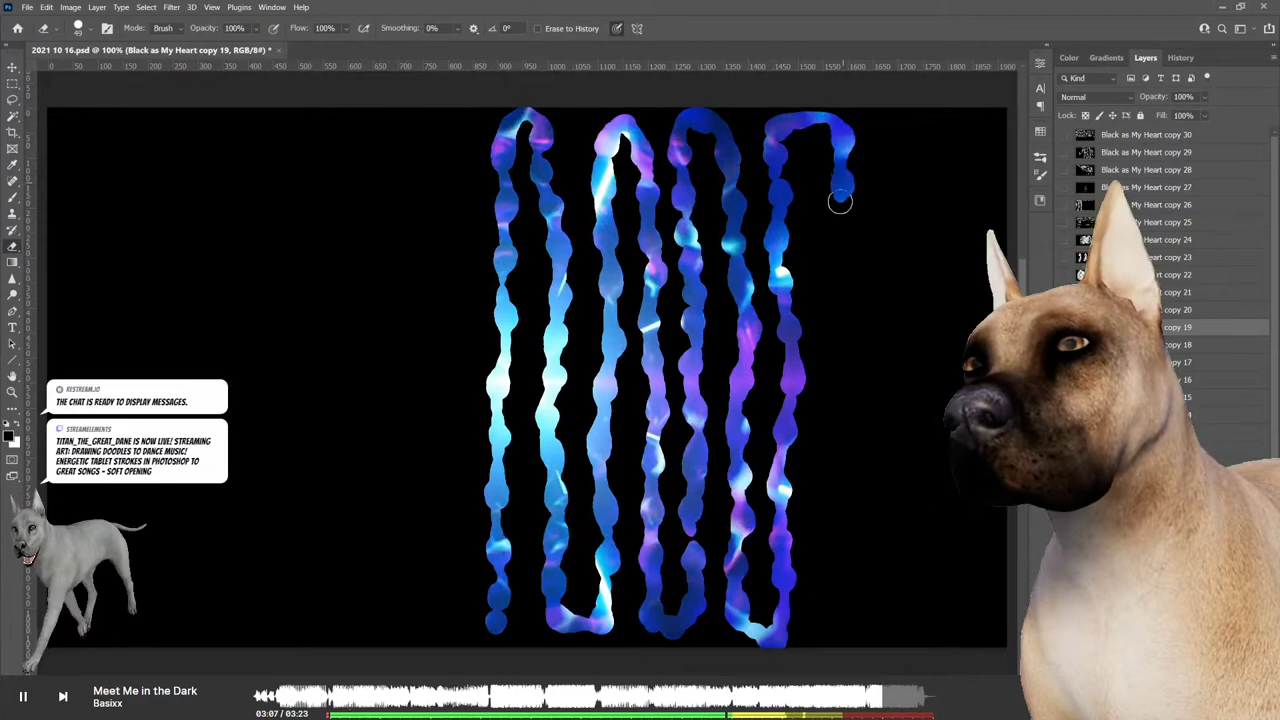 File Edit Image Layer Type Select Filter 3D View Plugins Window Help
49 Mode: Brush Opacity: 100% Flow: 100% Smoothing: 0% 0° Erase to History
2021 10 16.psd @ 100% (Black as My Heart copy 19, RGB/8#) *
Color Gradients Layers History
Kind
Normal Opacity: 100%
Lock: Fill: 100%
Black as My Heart copy 30
Black as My Heart copy 29
Black as My Heart copy 28
as My Heart copy 27
My Heart copy 26
Heart copy 25
Heart copy 24
Heart copy 23
copy 22
copy 21
copy 20
copy 19
copy 18
copy 17
copy 16
RESTREAM.IO
THE CHAT IS READY TO DISPLAY MESSAGES.
STREAMELEMENTS
TITAN_THE_GREAT_DANE IS NOW LIVE! STREAMING
ART: DRAWING DOODLES TO DANCE MUSIC!
ENERGETIC TABLET STROKES IN PHOTOSHOP TO
GREAT SONGS - SOFT OPENING
Meet Me in the Dark
Basixx
03:07 / 03:23